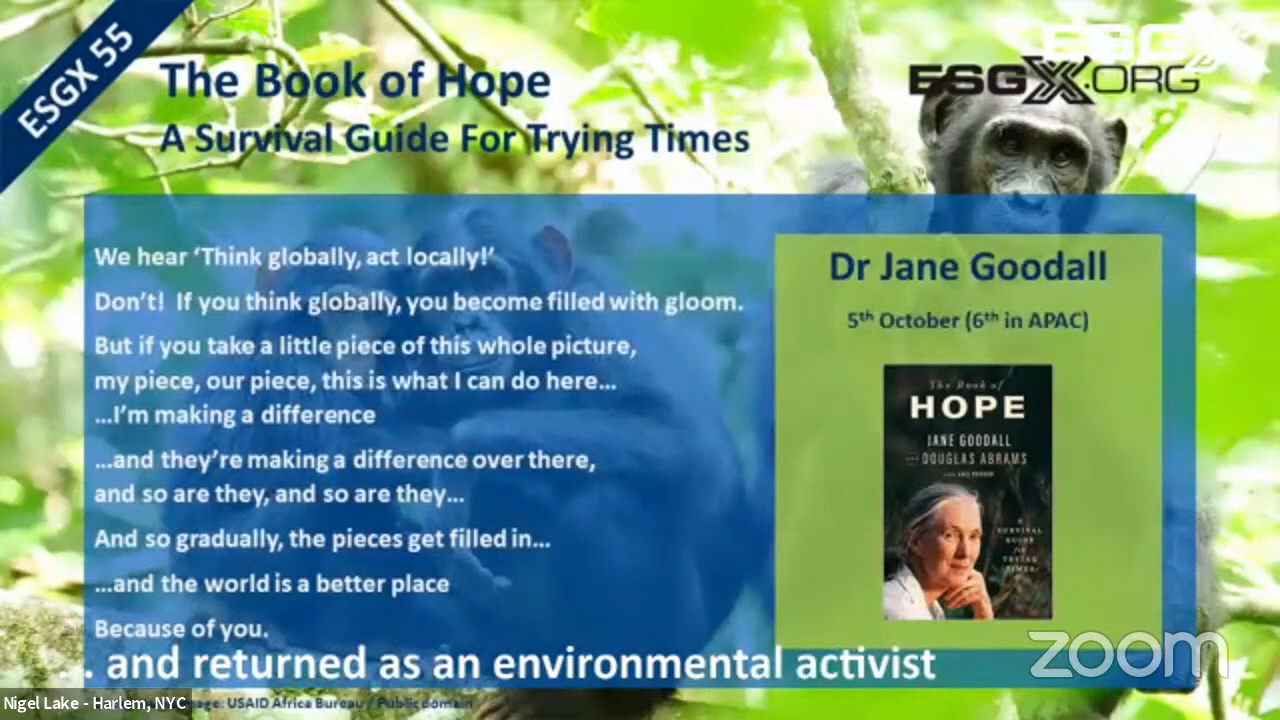 ESGX 55
The Book of Hope
A Survival Guide For Trying Times
ESGX.ORG
We hear ‘Think globally, act locally!’
Don’t! If you think globally, you become filled with gloom.
But if you take a little piece of this whole picture,
my piece, our piece, this is what I can do here...
...I’m making a difference
...and they’re making a difference over there,
and so are they, and so are they...
And so gradually, the pieces get filled in...
...and the world is a better place
Because of you.
Dr Jane Goodall
5th October (6th in APAC)
The Book of
HOPE
JANE GOODALL
DOUGLAS ABRAMS
A
SURVIVAL
GUIDE
for
TRYING
TIMES
. and returned as an environmental activist
zoom
Nigel Lake - Harlem, NYC
age: USAID Africa Bureau / Public domain